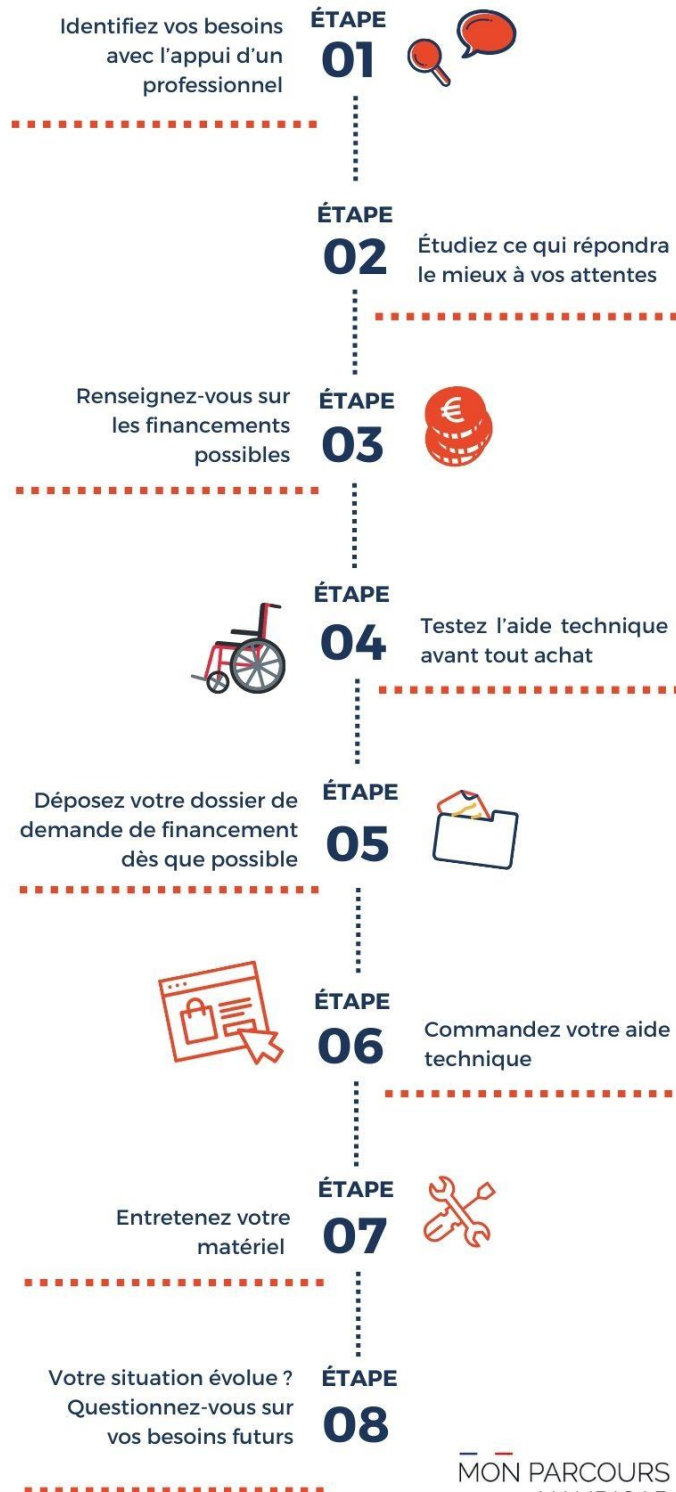 ÉTAPE
01
Identifiez vos besoins
avec l'appui d'un
professionnel
ÉTAPE
02
Étudiez ce qui répondra
le mieux à vos attentes
ÉTAPE
03
Renseignez-vous sur
les financements
possibles
€
ÉTAPE
04
Testez l'aide technique
avant tout achat
ÉTAPE
05
Déposez votre dossier de
demande de financement
dès que possible
ÉTAPE
06
Commandez votre aide
technique
ÉTAPE
07
Entretenez votre
matériel
ÉTAPE
08
Votre situation évolue ?
Questionnez-vous sur
vos besoins futurs
MON PARCOURS